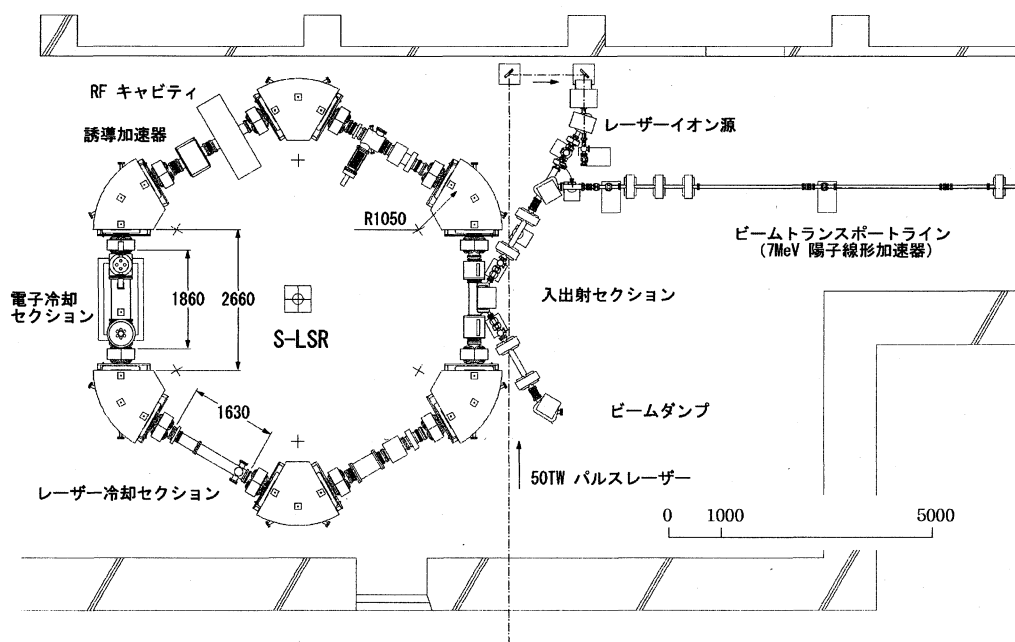 RF キャビティ
誘導加速器
レーザーイオン源
R1050
ビームトランスポートライン
(7MeV 陽子線形加速器)
電子冷却
セクション
1860
2660
入出射セクション
S-LSR
1630
ビームダンプ
レーザー冷却セクション
50TW パルスレーザー
0 1000 5000